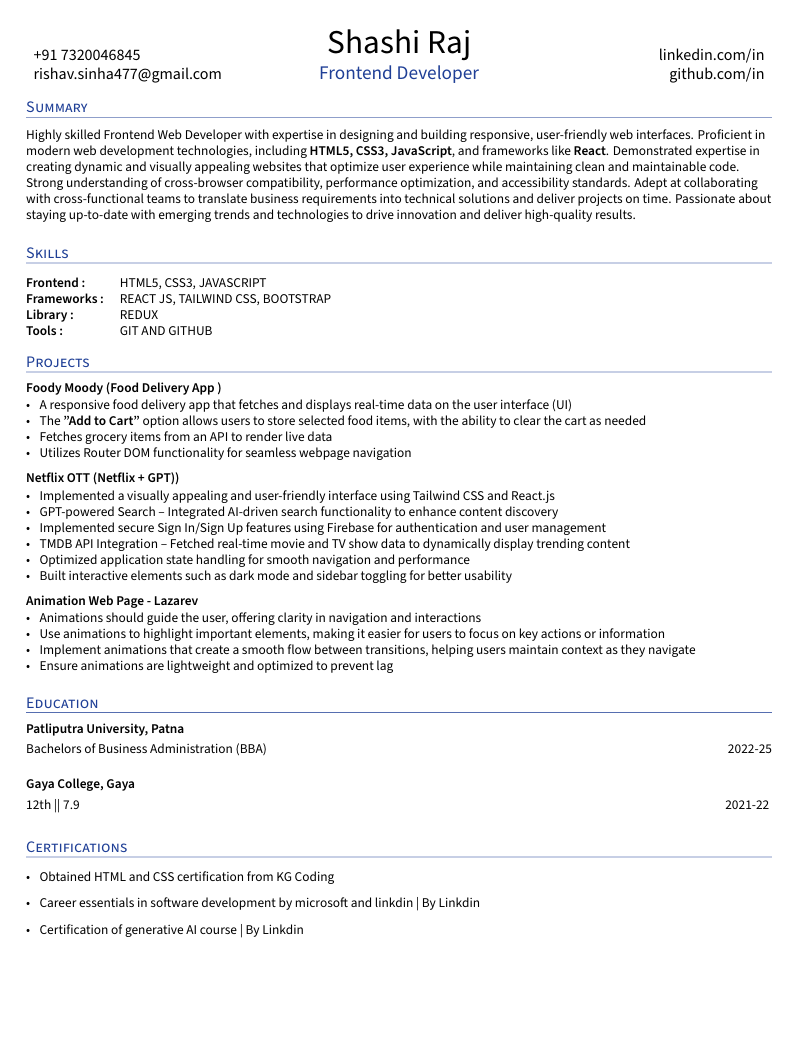 Shashi Raj
+91 7320046845
linkedin.com/in
rishav.sinha477@gmail.com
Frontend Developer
github.com/in
Summary
Highly skilled Frontend Web Developer with expertise in designing and building responsive, user-friendly web interfaces. Proficient in
modern web development technologies, including HTML5, CSS3, JavaScript, and frameworks like React. Demonstrated expertise in
creating dynamic and visually appealing websites that optimize user experience while maintaining clean and maintainable code.
Strong understanding of cross-browser compatibility, performance optimization, and accessibility standards. Adept at collaborating
with cross-functional teams to translate business requirements into technical solutions and deliver projects on time. Passionate about
staying up-to-date with emerging trends and technologies to drive innovation and deliver high-quality results.
Skills
Frontend : HTML5, CSS3, JAVASCRIPT
Frameworks : REACT JS, TAILWIND CSS, BOOTSTRAP
Library : REDUX
Tools : GIT AND GITHUB
Projects
Foody Moody (Food Delivery App )
• A responsive food delivery app that fetches and displays real-time data on the user interface (UI)
• The ”Add to Cart” option allows users to store selected food items, with the ability to clear the cart as needed
• Fetches grocery items from an API to render live data
• Utilizes Router DOM functionality for seamless webpage navigation
Netflix OTT (Netflix + GPT))
• Implemented a visually appealing and user-friendly interface using Tailwind CSS and React.js
• GPT-powered Search – Integrated AI-driven search functionality to enhance content discovery
• Implemented secure Sign In/Sign Up features using Firebase for authentication and user management
• TMDB API Integration – Fetched real-time movie and TV show data to dynamically display trending content
• Optimized application state handling for smooth navigation and performance
• Built interactive elements such as dark mode and sidebar toggling for better usability
Animation Web Page - Lazarev
• Animations should guide the user, offering clarity in navigation and interactions
• Use animations to highlight important elements, making it easier for users to focus on key actions or information
• Implement animations that create a smooth flow between transitions, helping users maintain context as they navigate
• Ensure animations are lightweight and optimized to prevent lag
Education
Patliputra University, Patna
Bachelors of Business Administration (BBA) 2022-25
Gaya College, Gaya
12th || 7.9 2021-22
Certifications
• Obtained HTML and CSS certification from KG Coding
• Career essentials in software development by microsoft and linkdin | By Linkdin
• Certification of generative AI course | By Linkdin